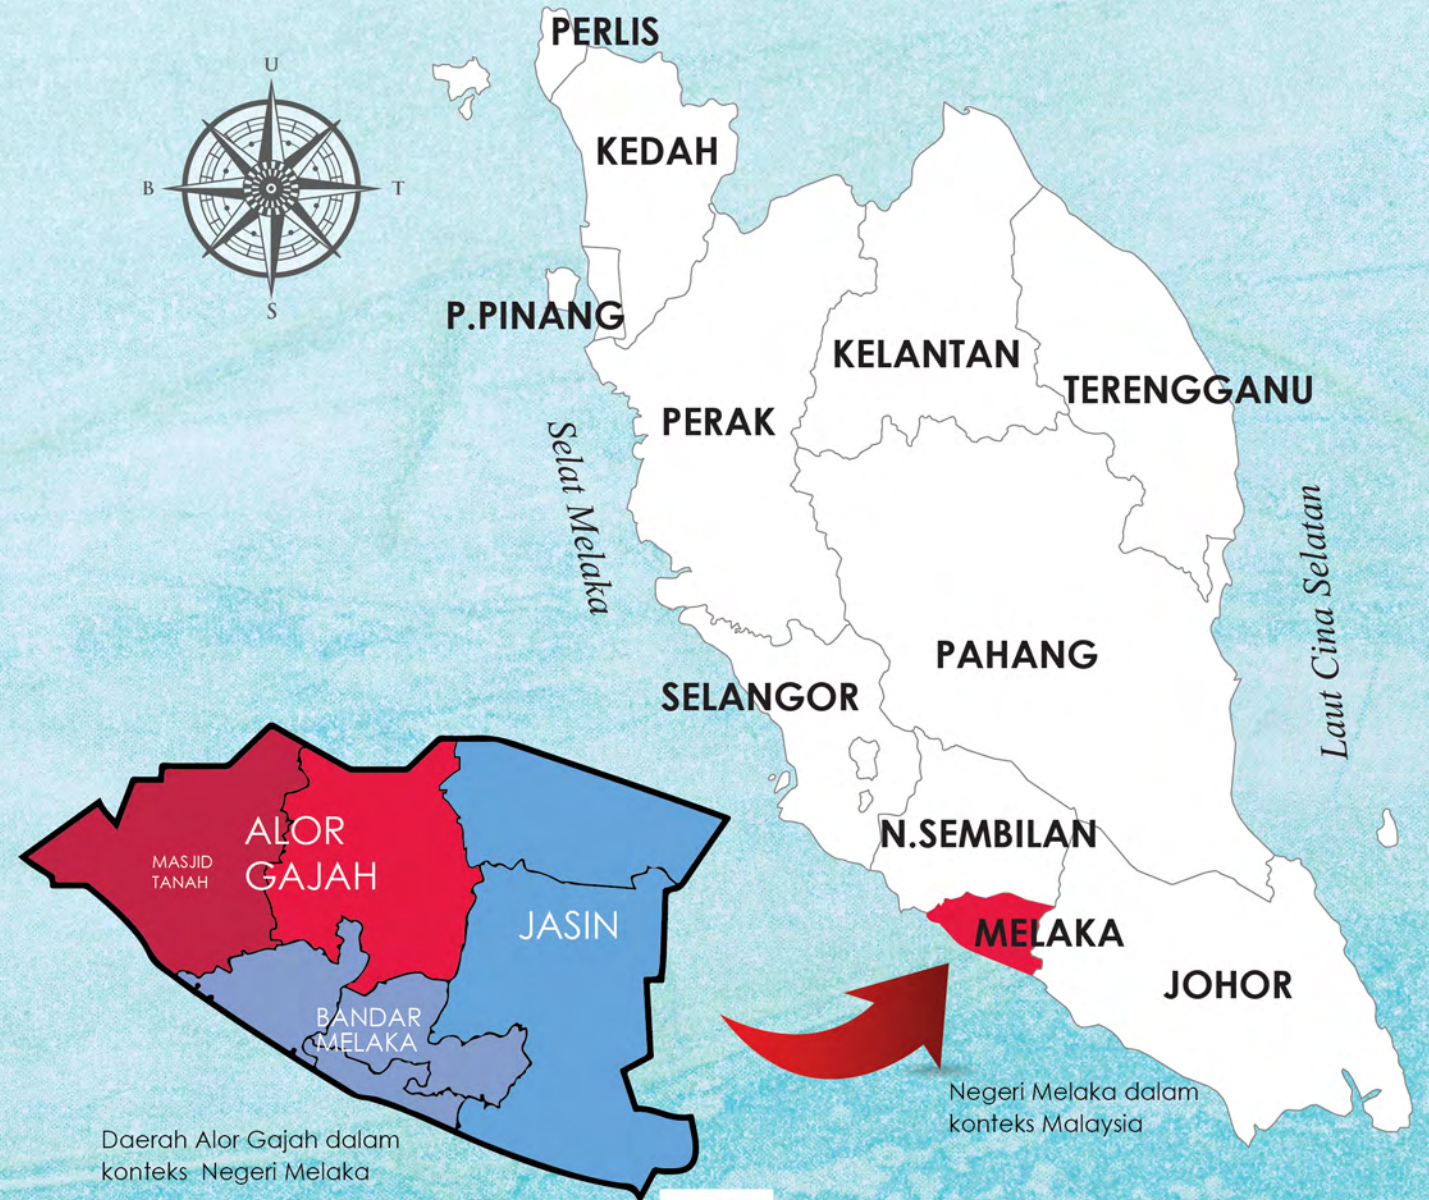 PERLIS
U
KEDAH
B
T
S
P.PINANG
KELANTAN
TERENGGANU
PERAK
Selat Melaka
Laut Cina Selatan
PAHANG
SELANGOR
N.SEMBILAN
MELAKA
JOHOR
ALOR
GAJAH
MASJID
TANAH
JASIN
BANDAR
MELAKA
Negeri Melaka dalam
konteks Malaysia
Daerah Alor Gajah dalam
konteks Negeri Melaka